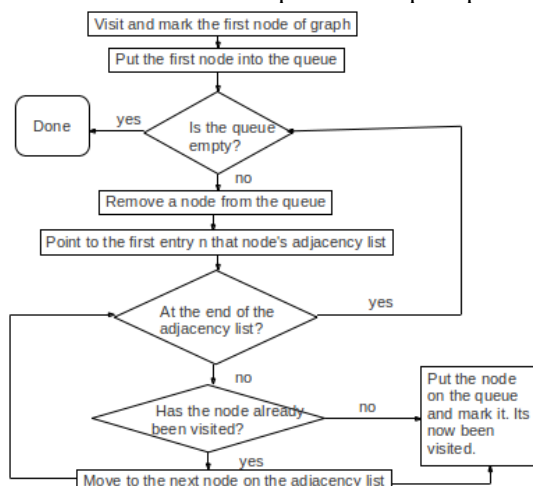 Visit and mark the first node of graph
Put the first node into the queue
yes
Done
Is the queue
empty?
no
Remove a node from the queue
Point to the first entry n that node's adjacency list
At the end of the
adjacency list?
yes
no
Has the node already
been visited?
no
Put the node
on the queue
and mark it. Its
now been
visited.
yes
Move to the next node on the adjacency list